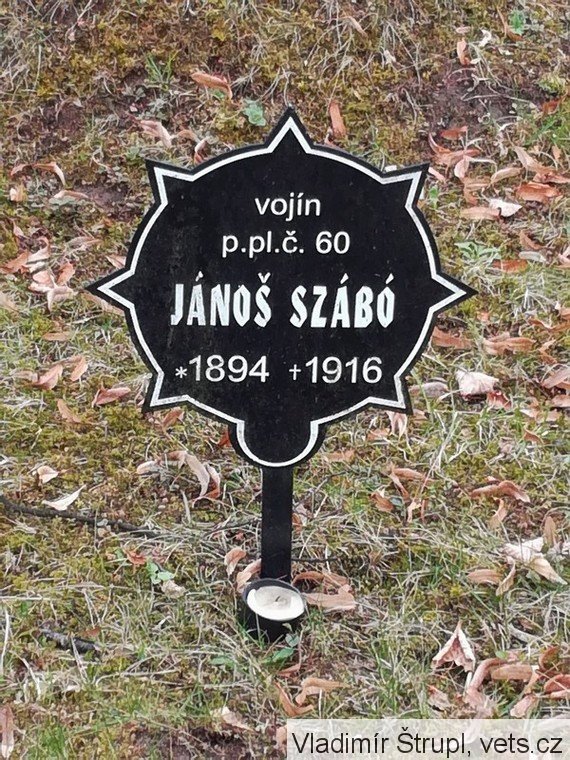 vojín
p.pl.č. 60
JÁNOŠ SZÁBÓ
*1894 †1916
Vladimír Štrupl, vets.cz